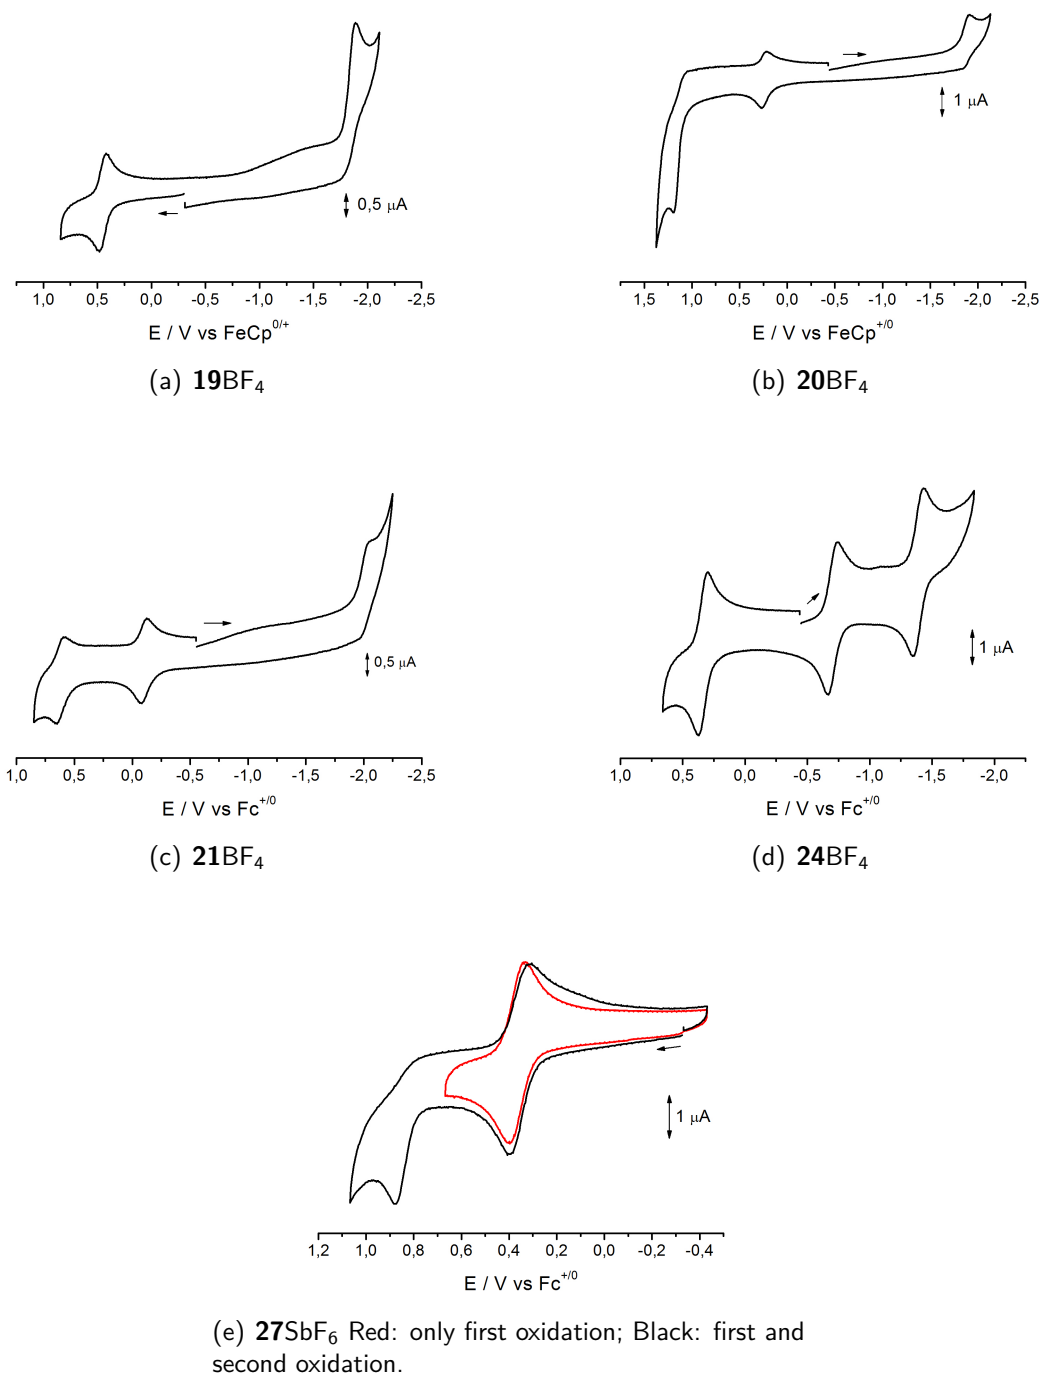 0,5 μA
1,0 0,5 0,0 -0,5 -1,0 -1,5 -2,0 -2,5
E / V vs FeCp0/+
(a) 19BF4
1 μA
1,5 1,0 0,5 0,0 -0,5 -1,0 -1,5 -2,0 -2,5
E / V vs FeCp+/0
(b) 20BF4
0,5 μA
1,0 0,5 0,0 -0,5 -1,0 -1,5 -2,0 -2,5
E / V vs Fc+/0
(c) 21BF4
1 μA
1,0 0,5 0,0 -0,5 -1,0 -1,5 -2,0
E / V vs Fc+/0
(d) 24BF4
1 μA
1,2 1,0 0,8 0,6 0,4 0,2 0,0 -0,2 -0,4
E / V vs Fc+/0
(e) 27SbF6 Red: only first oxidation; Black: first and
second oxidation.